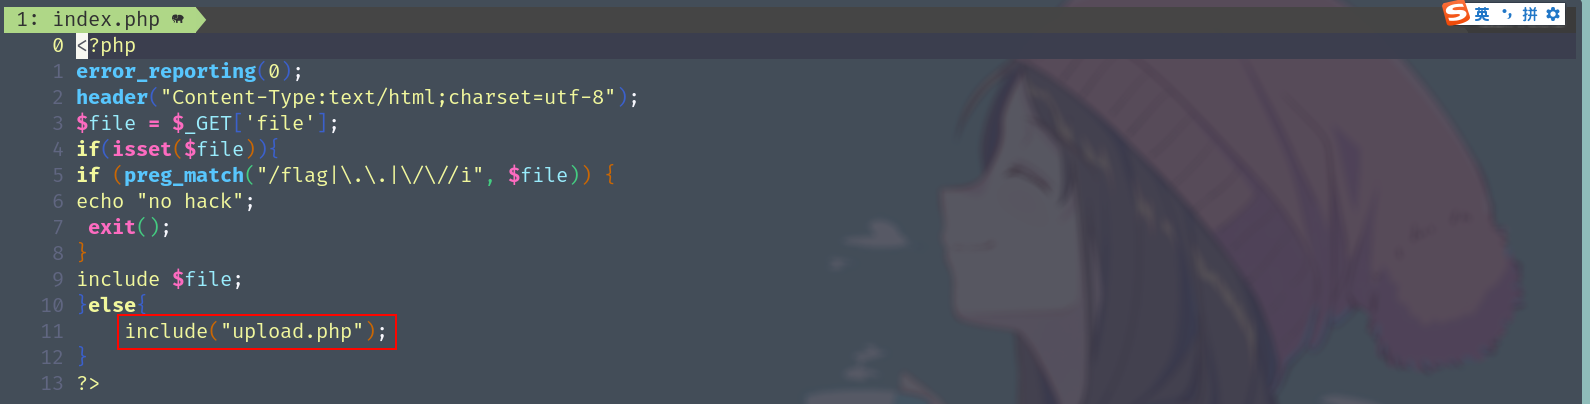 1: index.php
英 拼
0 <?php
1 error_reporting(0);
2 header("Content-Type:text/html;charset=utf-8");
3 $file = $_GET['file'];
4 if(isset($file)){
5 if (preg_match("/flag|\.\.|\/\//i", $file)) {
6 echo "no hack";
7  exit();
8 }
9 include $file;
10 }else{
11     include("upload.php");
12 }
13 ?>